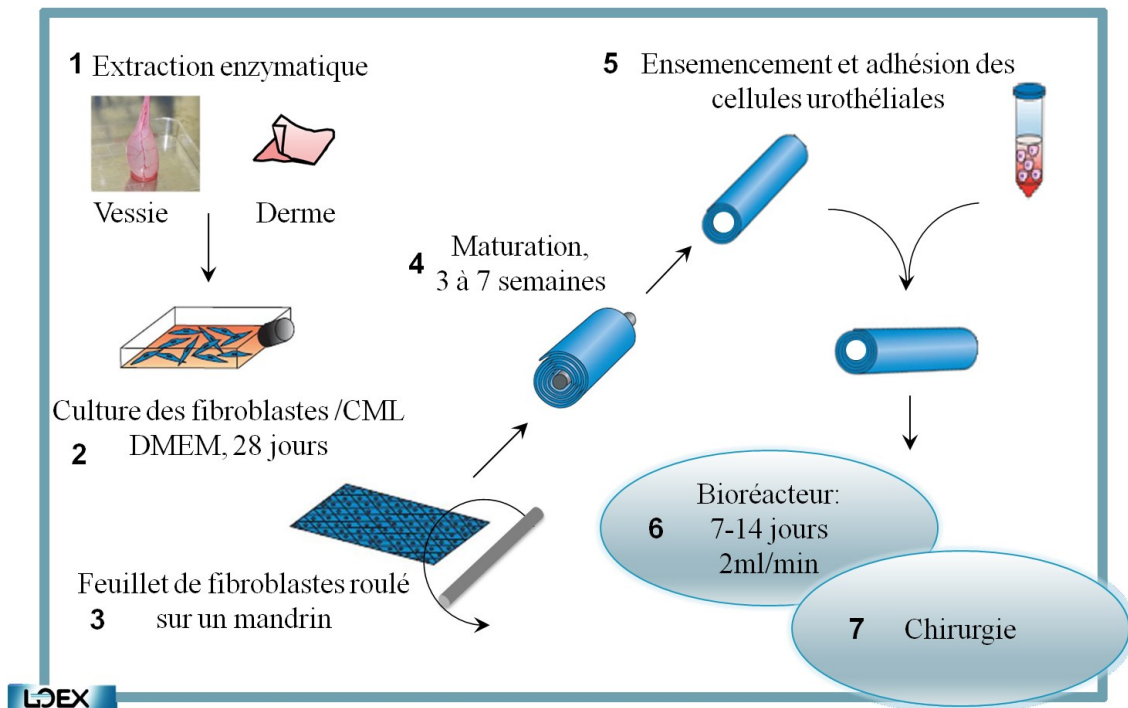 1 Extraction enzymatique
Vessie
Derme
Culture des fibroblastes /CML
2 DMEM, 28 jours
Feuillet de fibroblastes roulé
3 sur un mandrin
4 Maturation,
3 à 7 semaines
5 Ensemencement et adhésion des
cellules urothéliales
Bioréacteur:
6 7-14 jours
2ml/min
7 Chirurgie
LOEX